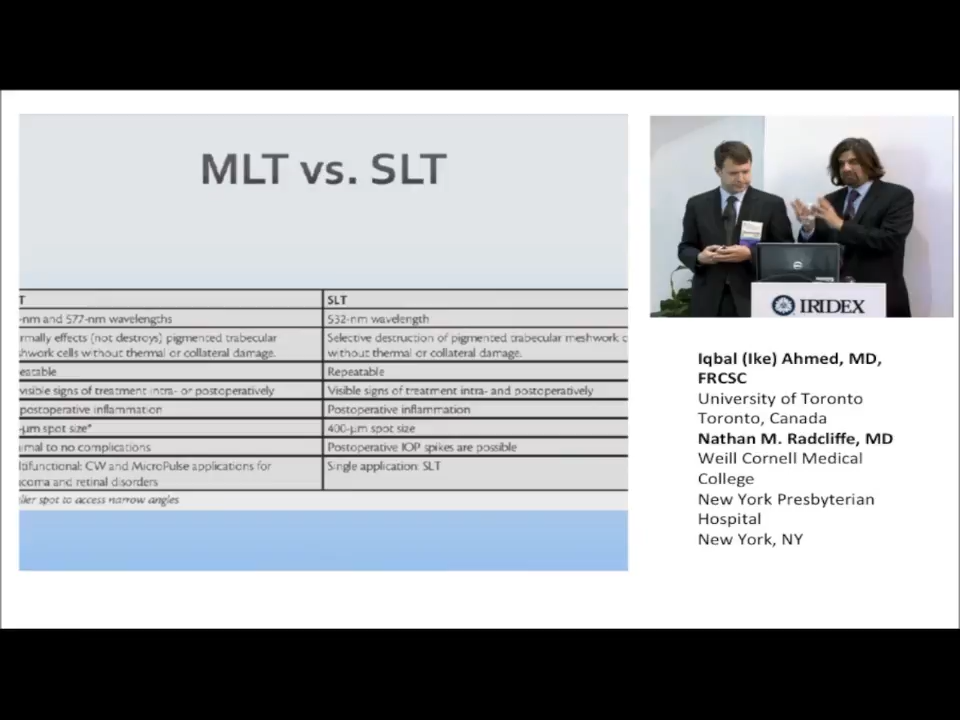 MLT vs. SLT
T SLT
-nm and 577-nm wavelengths 532-nm wavelength
rmally effects (not destroys) pigmented trabecular Selective destruction of pigmented trabecular meshwork c
hwork cells without thermal or collateral damage. without thermal or collateral damage.
eatable Repeatable
visible signs of treatment intra- or postoperatively Visible signs of treatment intra- and postoperatively
postoperative inflammation Postoperative inflammation
-µm spot size* 400-µm spot size
imal to no complications Postoperative IOP spikes are possible
ltifunctional: CW and MicroPulse applications for Single application: SLT
coma and retinal disorders
ller spot to access narrow angles
IRIDEX
Iqbal (Ike) Ahmed, MD,
FRCSC
University of Toronto
Toronto, Canada
Nathan M. Radcliffe, MD
Weill Cornell Medical
College
New York Presbyterian
Hospital
New York, NY